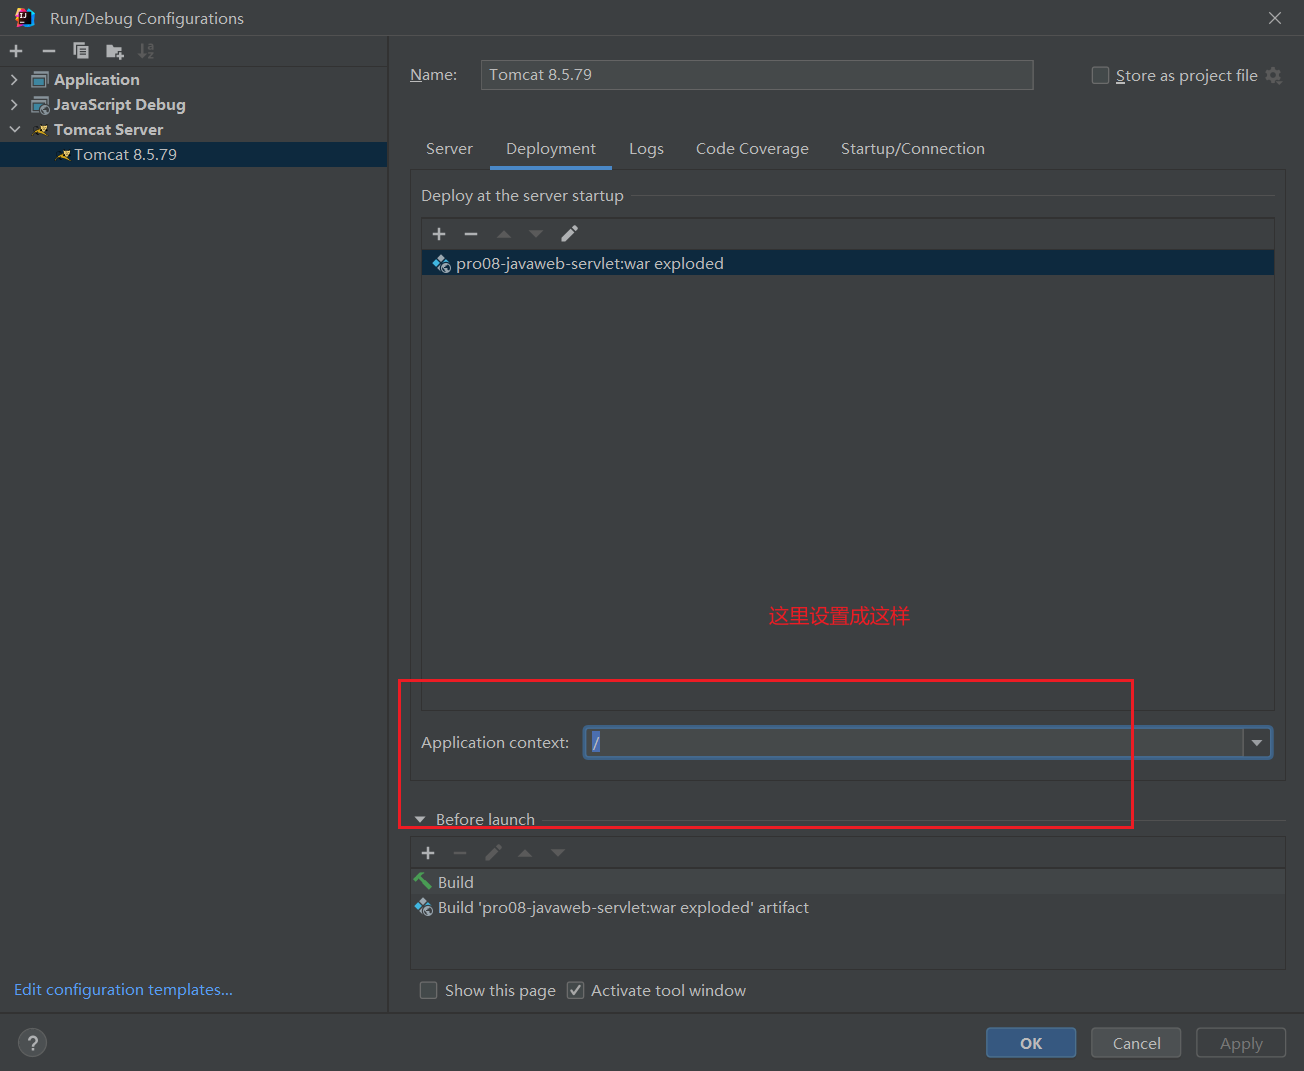 Run/Debug Configurations
Application
JavaScript Debug
Tomcat Server
Tomcat 8.5.79
Edit configuration templates...
Name: Tomcat 8.5.79 Store as project file
Server Deployment Logs Code Coverage Startup/Connection
Deploy at the server startup
pro08-javaweb-servlet:war exploded
这里设置成这样
Application context: /
Before launch
Build
Build 'pro08-javaweb-servlet:war exploded' artifact
Show this page Activate tool window
? OK Cancel Apply